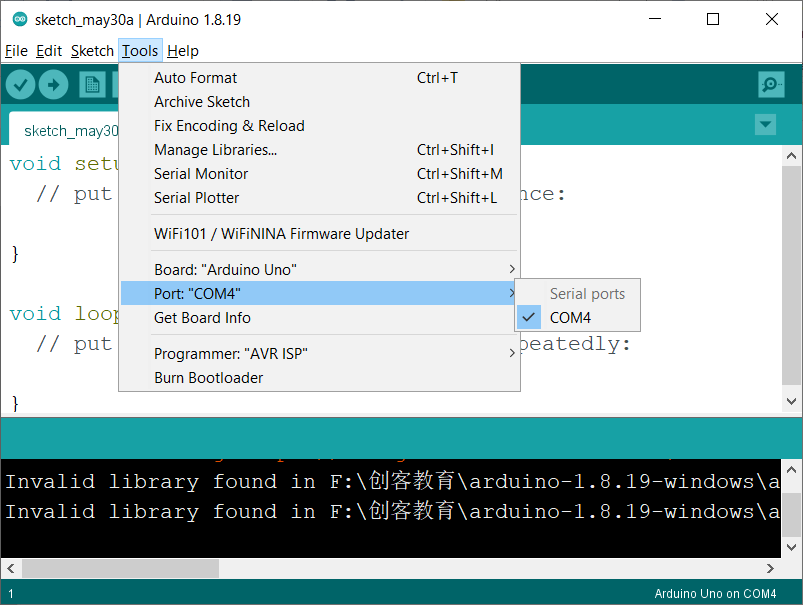 sketch_may30a | Arduino 1.8.19
File Edit Sketch Tools Help
Auto Format Ctrl+T
Archive Sketch
Fix Encoding & Reload
Manage Libraries... Ctrl+Shift+I
Serial Monitor Ctrl+Shift+M
Serial Plotter Ctrl+Shift+L
WiFi101 / WiFiNINA Firmware Updater
Board: "Arduino Uno"
Port: "COM4"
Get Board Info
Programmer: "AVR ISP"
Burn Bootloader
Serial ports
COM4
sketch_may30
void setu
// put nce:
}
void loop
// put peatedly:
}
Invalid library found in F:\创客教育\arduino-1.8.19-windows\a
Invalid library found in F:\创客教育\arduino-1.8.19-windows\a
1 Arduino Uno on COM4